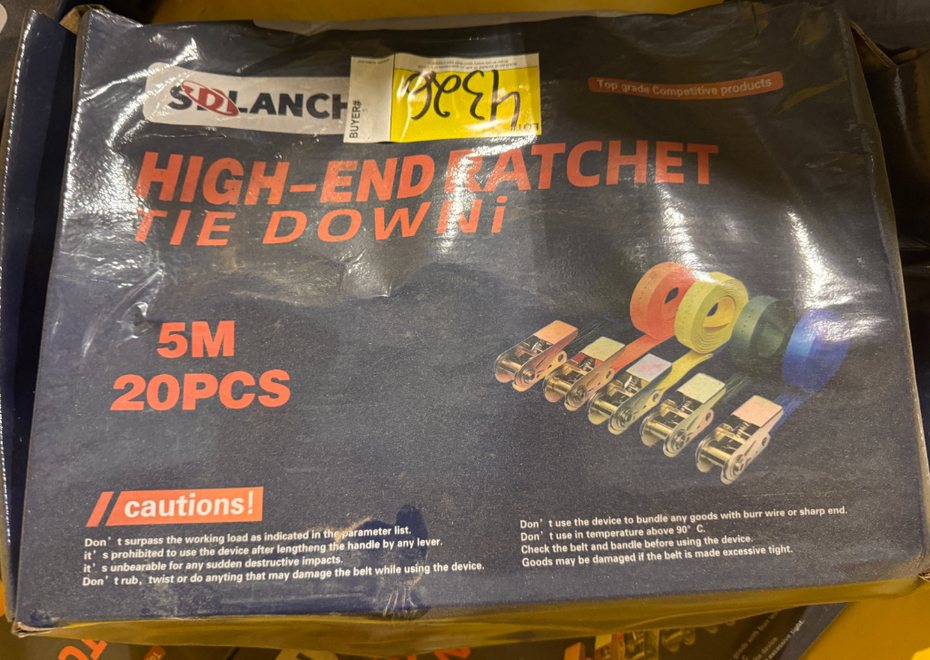 SDLANCH
BUYER#
4326
LOT#
Top grade Competitive products
HIGH-END RATCHET
TIE DOWNi
5M
20PCS
// cautions!
Don't surpass the working load as indicated in the parameter list.
it's prohibited to use the device after lengtheng the handle by any lever.
it's unbearable for any sudden destructive impacts.
Don't rub, twist or do anyting that may damage the belt while using the device.
Don't use the device to bundle any goods with burr wire or sharp end.
Don't use in temperature above 90° C.
Check the belt and bandle before using the device.
Goods may be damaged if the belt is made excessive tight.